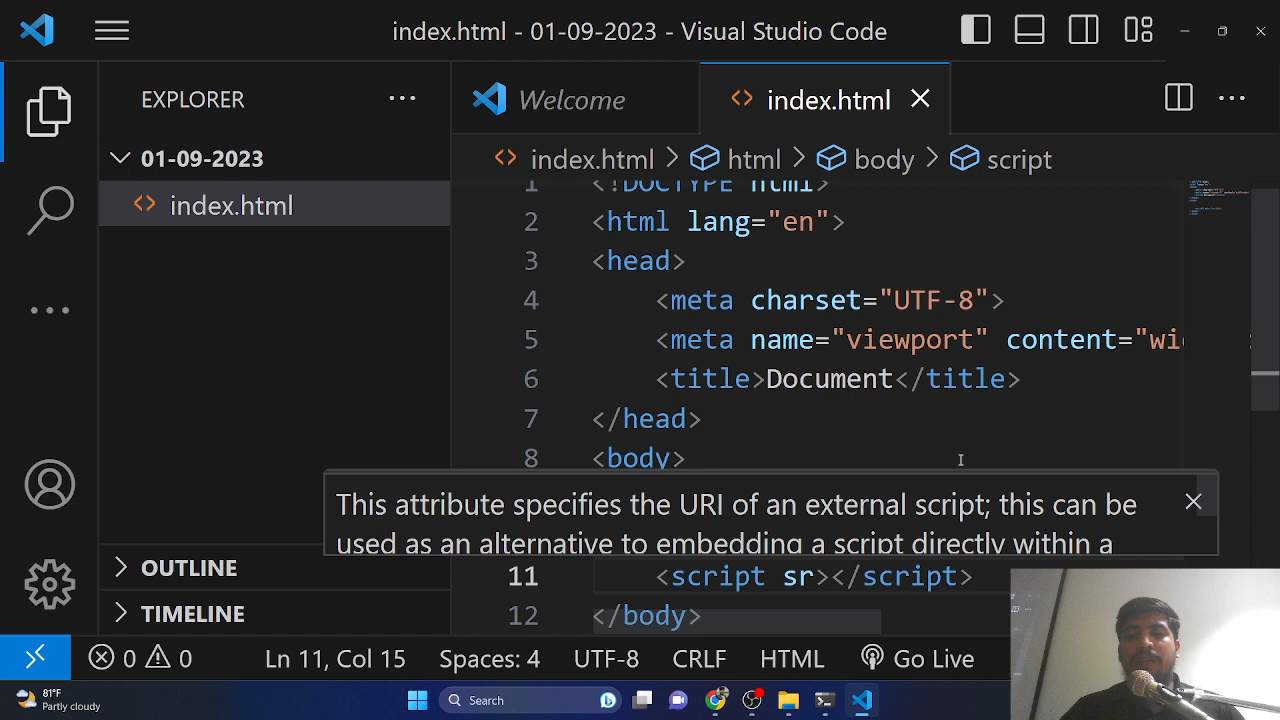 index.html - 01-09-2023 - Visual Studio Code
EXPLORER
Welcome
index.html
01-09-2023
index.html
index.html > html > body > script
1 <!DOCTYPE html>
2 <html lang="en">
3 <head>
4 <meta charset="UTF-8">
5 <meta name="viewport" content="wi
6 <title>Document</title>
7 </head>
8 <body>
This attribute specifies the URI of an external script; this can be
used as an alternative to embedding a script directly within a
11 <script sr></script>
12 </body>
OUTLINE
TIMELINE
0 0 Ln 11, Col 15 Spaces: 4 UTF-8 CRLF HTML Go Live
81°F
Partly cloudy
Search